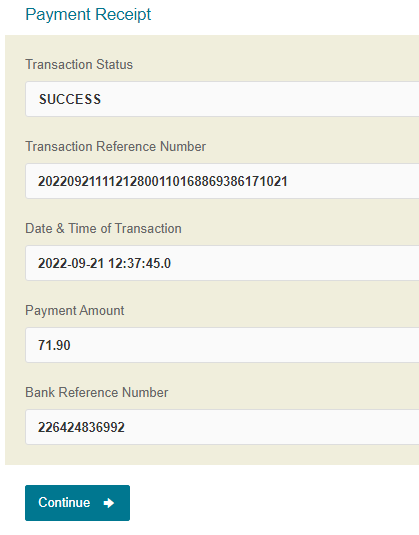 Payment Receipt
Transaction Status
SUCCESS
Transaction Reference Number
20220921111212800110168869386171021
Date & Time of Transaction
2022-09-21 12:37:45.0
Payment Amount
71.90
Bank Reference Number
226424836992
Continue